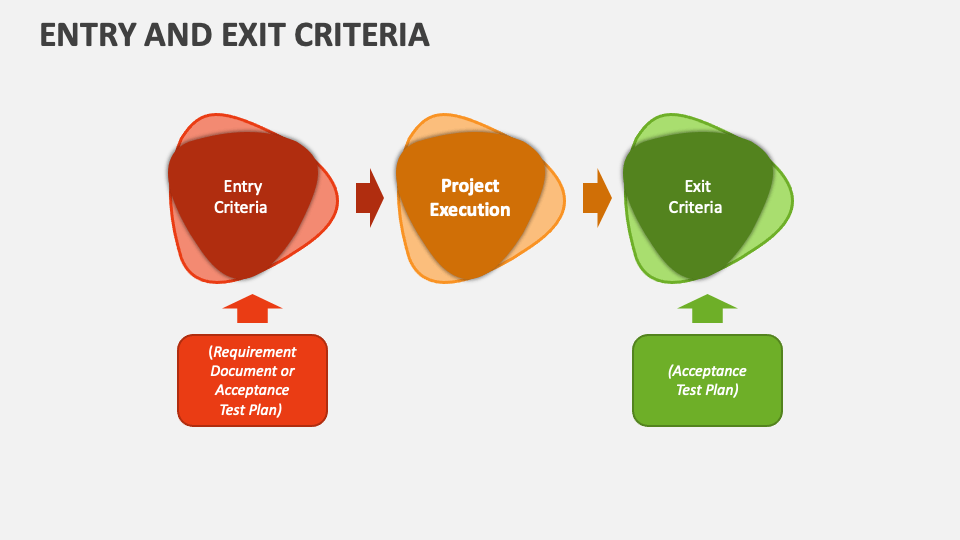 ENTRY AND EXIT CRITERIA
Entry
Criteria
Project
Execution
Exit
Criteria
(Requirement
Document or
Acceptance
Test Plan)
(Acceptance
Test Plan)